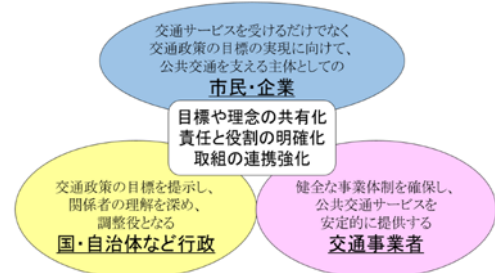 交通サービスを受けるだけでなく
交通政策の目標の実現に向けて、
公共交通を支える主体としての
市民・企業
目標や理念の共有化
責任と役割の明確化
取組の連携強化
交通政策の目標を提示し、
関係者の理解を深め、
調整役となる
国・自治体など行政
健全な事業体制を確保し、
公共交通サービスを
安定的に提供する
交通事業者